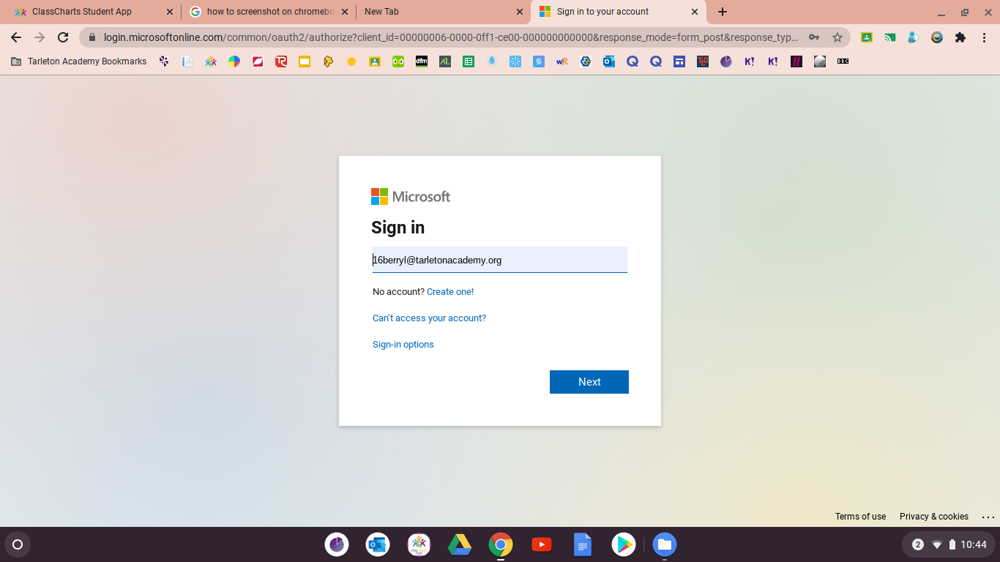 ClassCharts Student App
how to screenshot on chromebo
New Tab
Sign in to your account
login.microsoftonline.com/common/oauth2/authorize?client_id=00000006-0000-0ff1-ce00-000000000000&response_mode=form_post&response_typ...
Tarleton Academy Bookmarks
dfm
AL
wR
K!
K!
BBC
Microsoft
Sign in
16berryl@tarletonacademy.org
No account? Create one!
Can't access your account?
Sign-in options
Next
Terms of use
Privacy & cookies
...
2
10:44